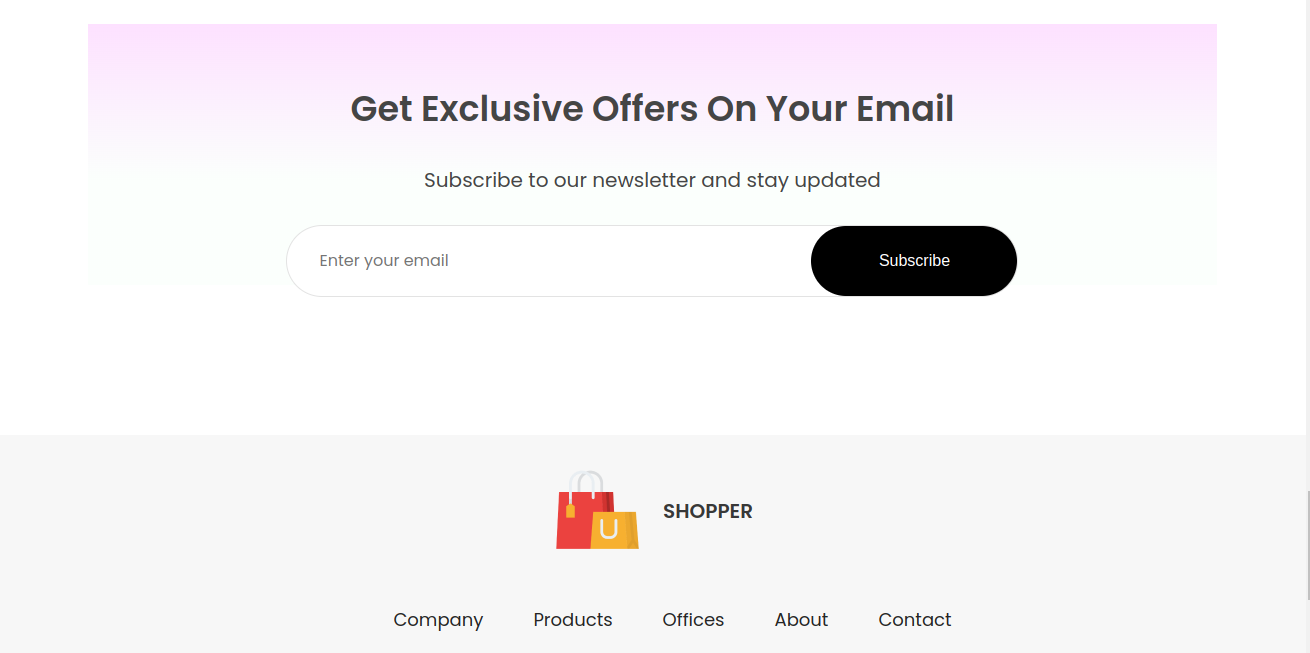 Get Exclusive Offers On Your Email
Subscribe to our newsletter and stay updated
Enter your email
Subscribe
SHOPPER
Company Products Offices About Contact